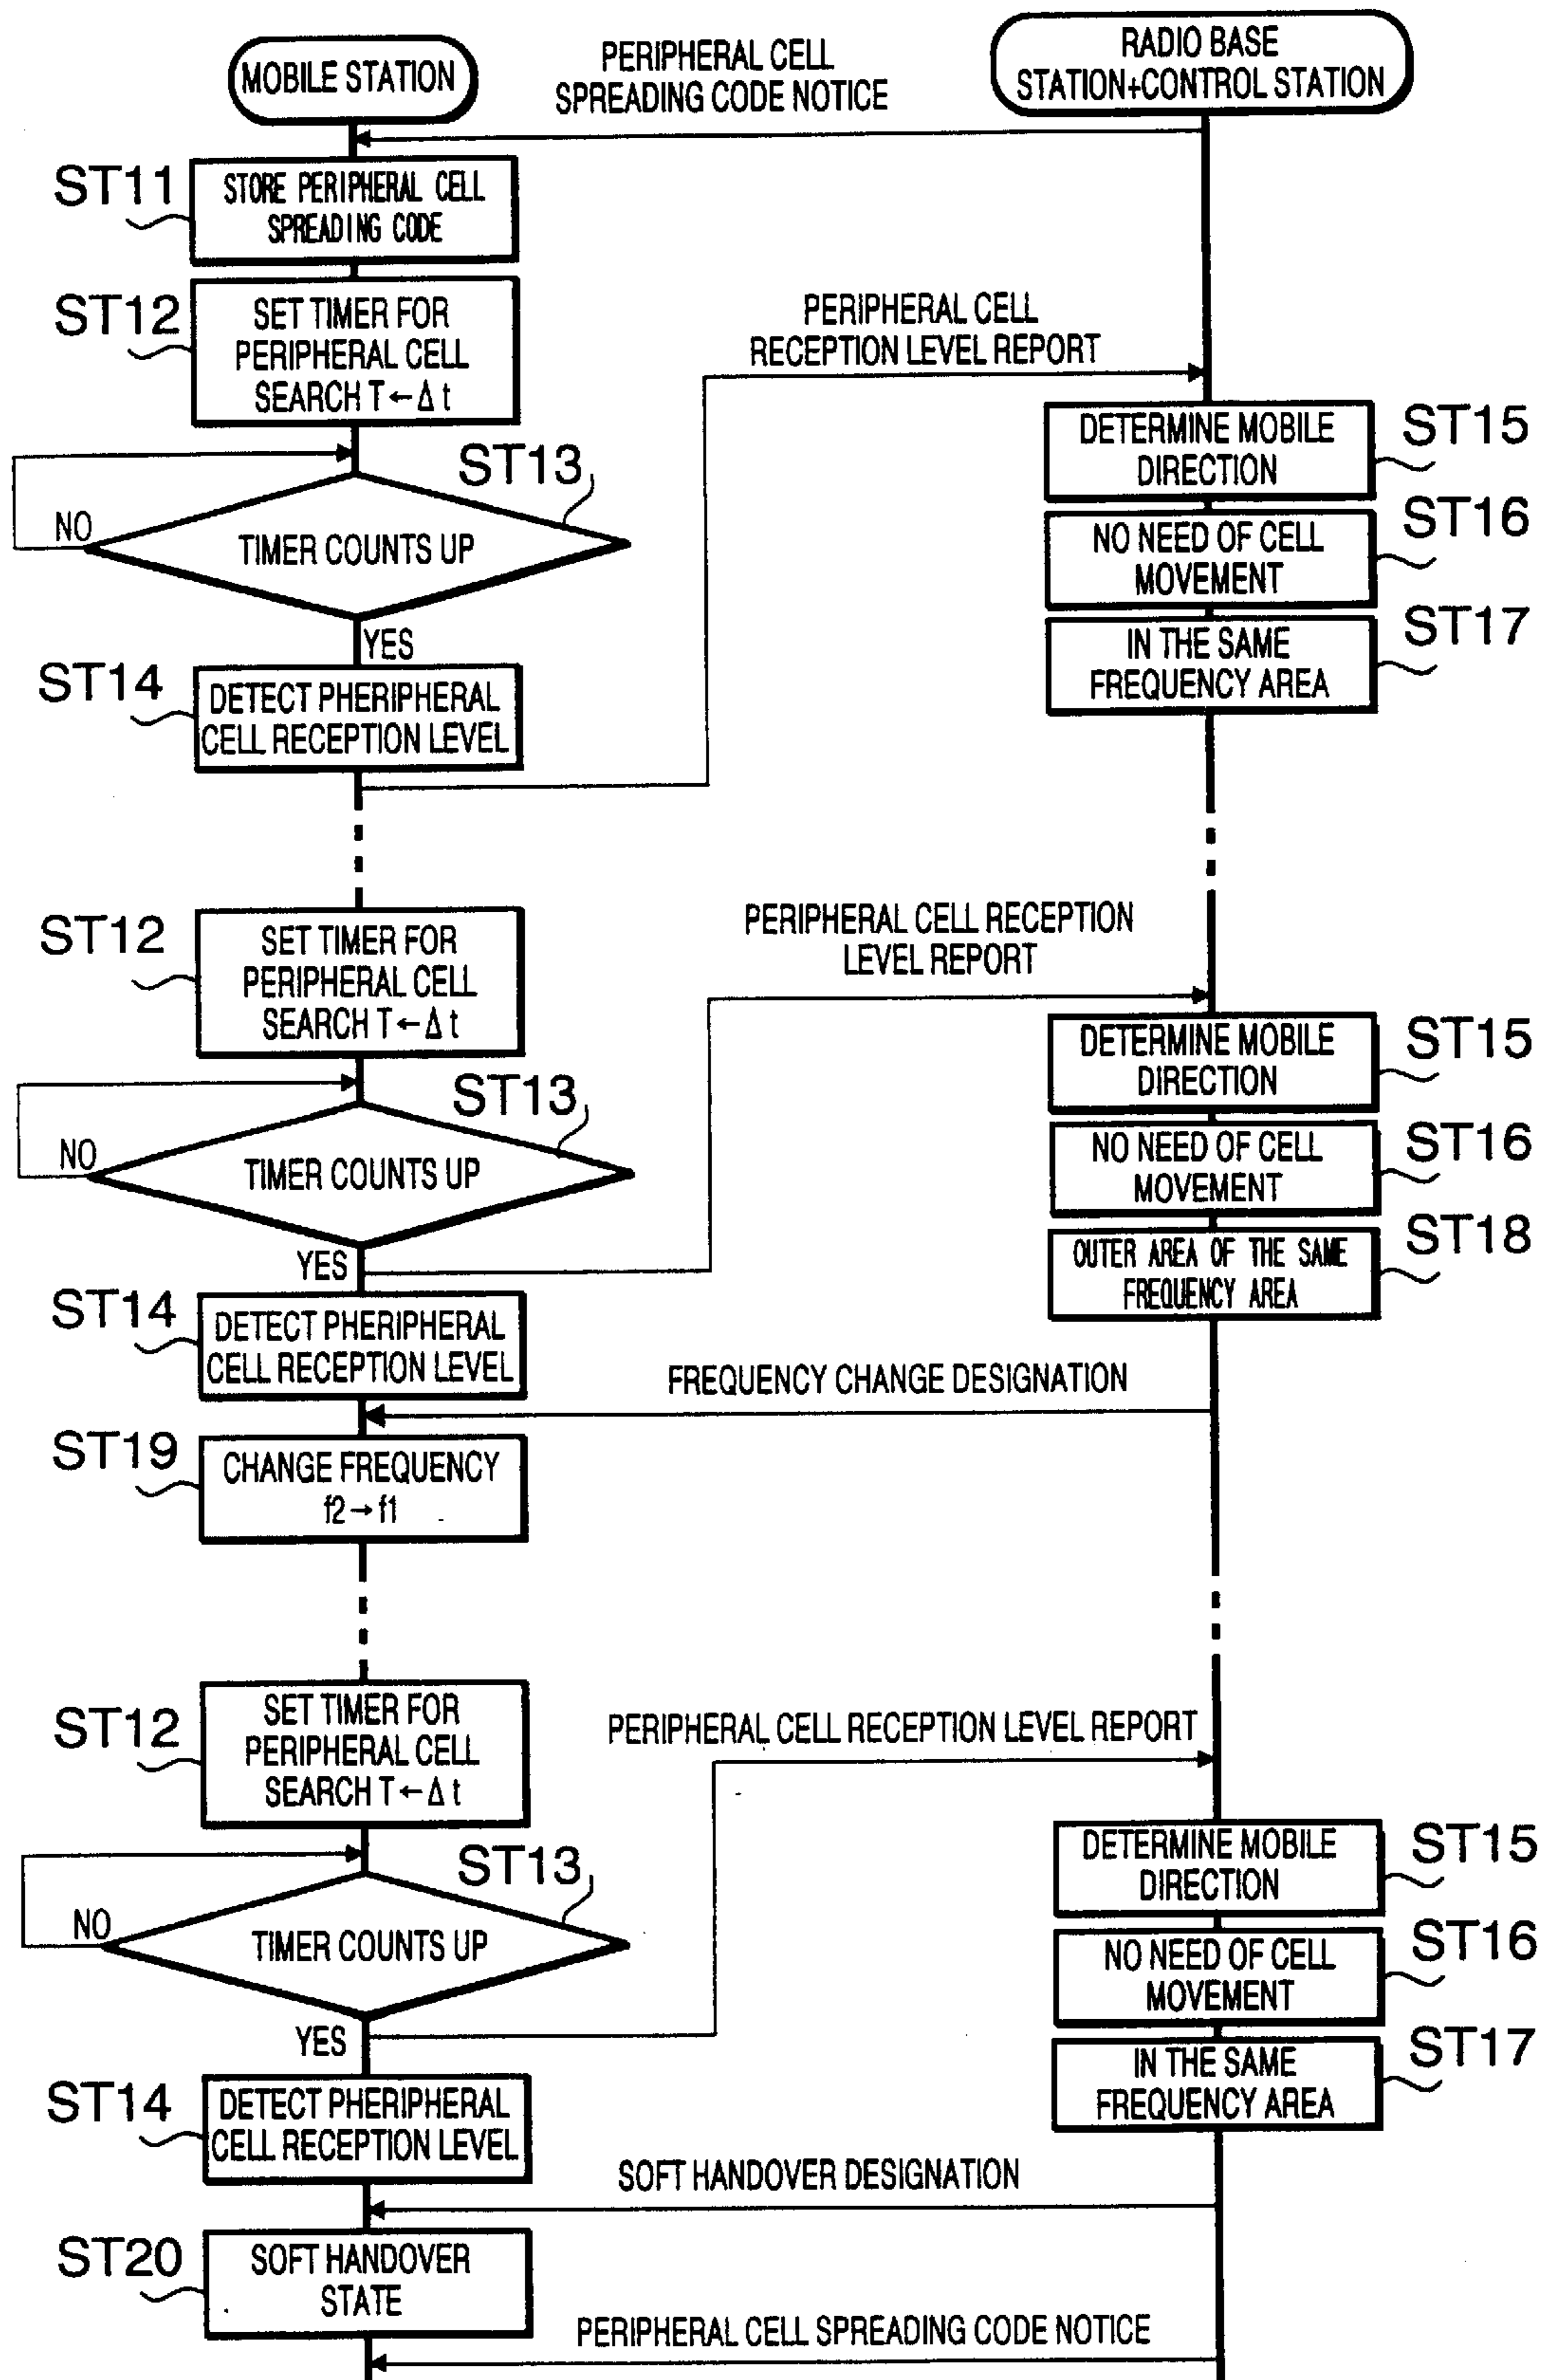 MOBILE STATION
PERIPHERAL CELL
SPREADING CODE NOTICE
RADIO BASE
STATION+CONTROL STATION
ST11
STORE PERIPHERAL CELL
SPREADING CODE
ST12
SET TIMER FOR
PERIPHERAL CELL
SEARCH T←Δt
PERIPHERAL CELL
RECEPTION LEVEL REPORT
ST13
NO
TIMER COUNTS UP
YES
DETERMINE MOBILE
DIRECTION
ST15
NO NEED OF CELL
MOVEMENT
ST16
IN THE SAME
FREQUENCY AREA
ST17
ST14
DETECT PHERIPHERAL
CELL RECEPTION LEVEL
ST12
SET TIMER FOR
PERIPHERAL CELL
SEARCH T←Δt
PERIPHERAL CELL RECEPTION
LEVEL REPORT
ST13
NO
TIMER COUNTS UP
YES
DETERMINE MOBILE
DIRECTION
ST15
NO NEED OF CELL
MOVEMENT
ST16
OUTER AREA OF THE SAME
FREQUENCY AREA
ST18
ST14
DETECT PHERIPHERAL
CELL RECEPTION LEVEL
FREQUENCY CHANGE DESIGNATION
ST19
CHANGE FREQUENCY
f2→f1
ST12
SET TIMER FOR
PERIPHERAL CELL
SEARCH T←Δt
PERIPHERAL CELL RECEPTION LEVEL REPORT
ST13
NO
TIMER COUNTS UP
YES
DETERMINE MOBILE
DIRECTION
ST15
NO NEED OF CELL
MOVEMENT
ST16
IN THE SAME
FREQUENCY AREA
ST17
ST14
DETECT PHERIPHERAL
CELL RECEPTION LEVEL
SOFT HANDOVER DESIGNATION
ST20
SOFT HANDOVER
STATE
PERIPHERAL CELL SPREADING CODE NOTICE